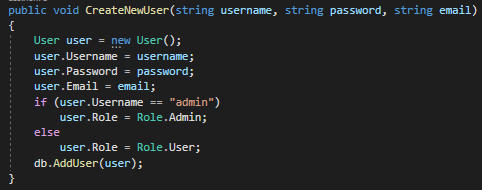 public void CreateNewUser(string username, string password, string email)
{
User user = new User();
user.Username = username;
user.Password = password;
user.Email = email;
if (user.Username == "admin")
user.Role = Role.Admin;
else
user.Role = Role.User;
db.AddUser(user);
}